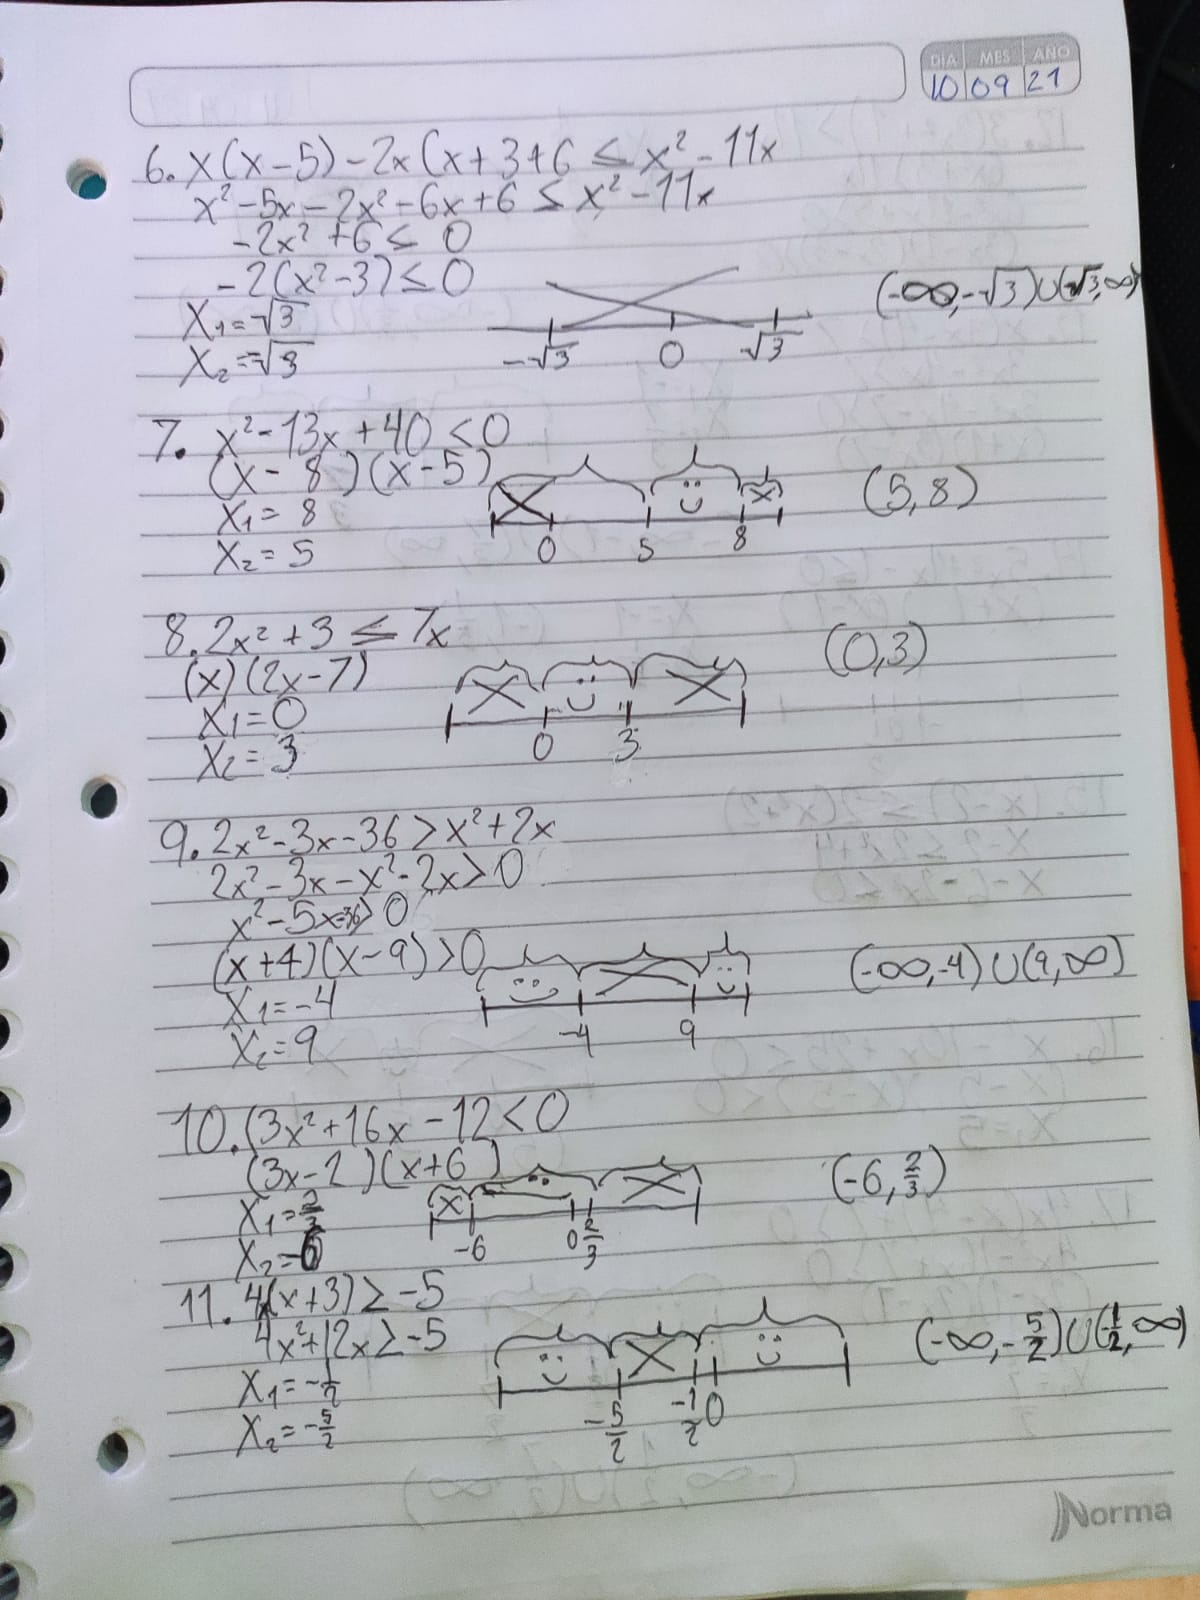 DIA MES AÑO
10 09 21
6. x(x-5)-2x(x+3+6 ≤ x²-11x
x²-5x-2x²-6x+6 ≤ x²-11x
-2x²+6 ≤ 0
-2(x²-3) ≤ 0
X₁=√3
X₂=-√3
-√3 0 √3
(-∞,-√3)∪(√3,∞)
7. x²-13x+40<0
(x-8)(x-5)
X₁=8
X₂=5
0 5 8
(5,8)
8. 2x²+3 ≤ 7x
(x)(2x-7)
X₁=0
X₂=3
0 3
(0,3)
9. 2x²-3x-36>x²+2x
2x²-3x-x²-2x>0
x²-5x-36>0
(x+4)(x-9)>0
X₁=-4
X₂=9
-4 9
(-∞,-4)∪(9,∞)
10. (3x²+16x-12<0
(3x-2)(x+6)
X₁=2/3
X₂=-6
-6 0 2/3
(-6,2/3)
11. 4(x+3) ≥ -5
4x²+12x ≥ -5
X₁=-1/2
X₂=-5/2
-5/2 -1/2 0
(-∞,-5/2)∪(-1/2,∞)
Norma